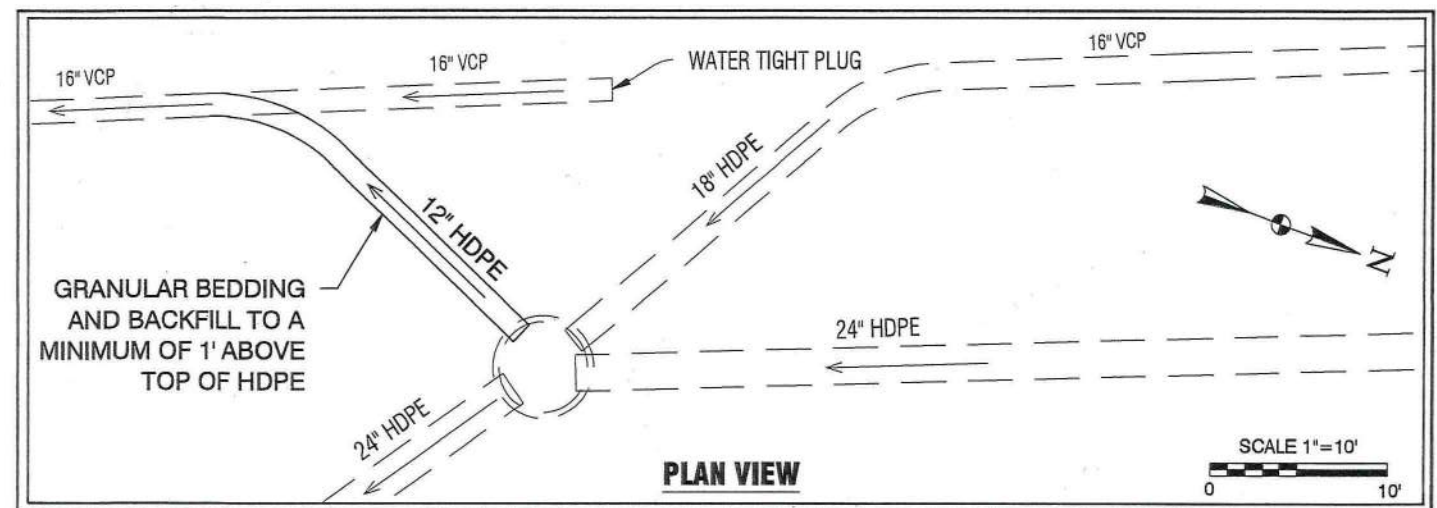 16" VCP
16" VCP
WATER TIGHT PLUG
16" VCP
18" HDPE
12" HDPE
N
GRANULAR BEDDING
AND BACKFILL TO A
MINIMUM OF 1' ABOVE
TOP OF HDPE
24" HDPE
24" HDPE
PLAN VIEW
SCALE 1"=10'
0
10'